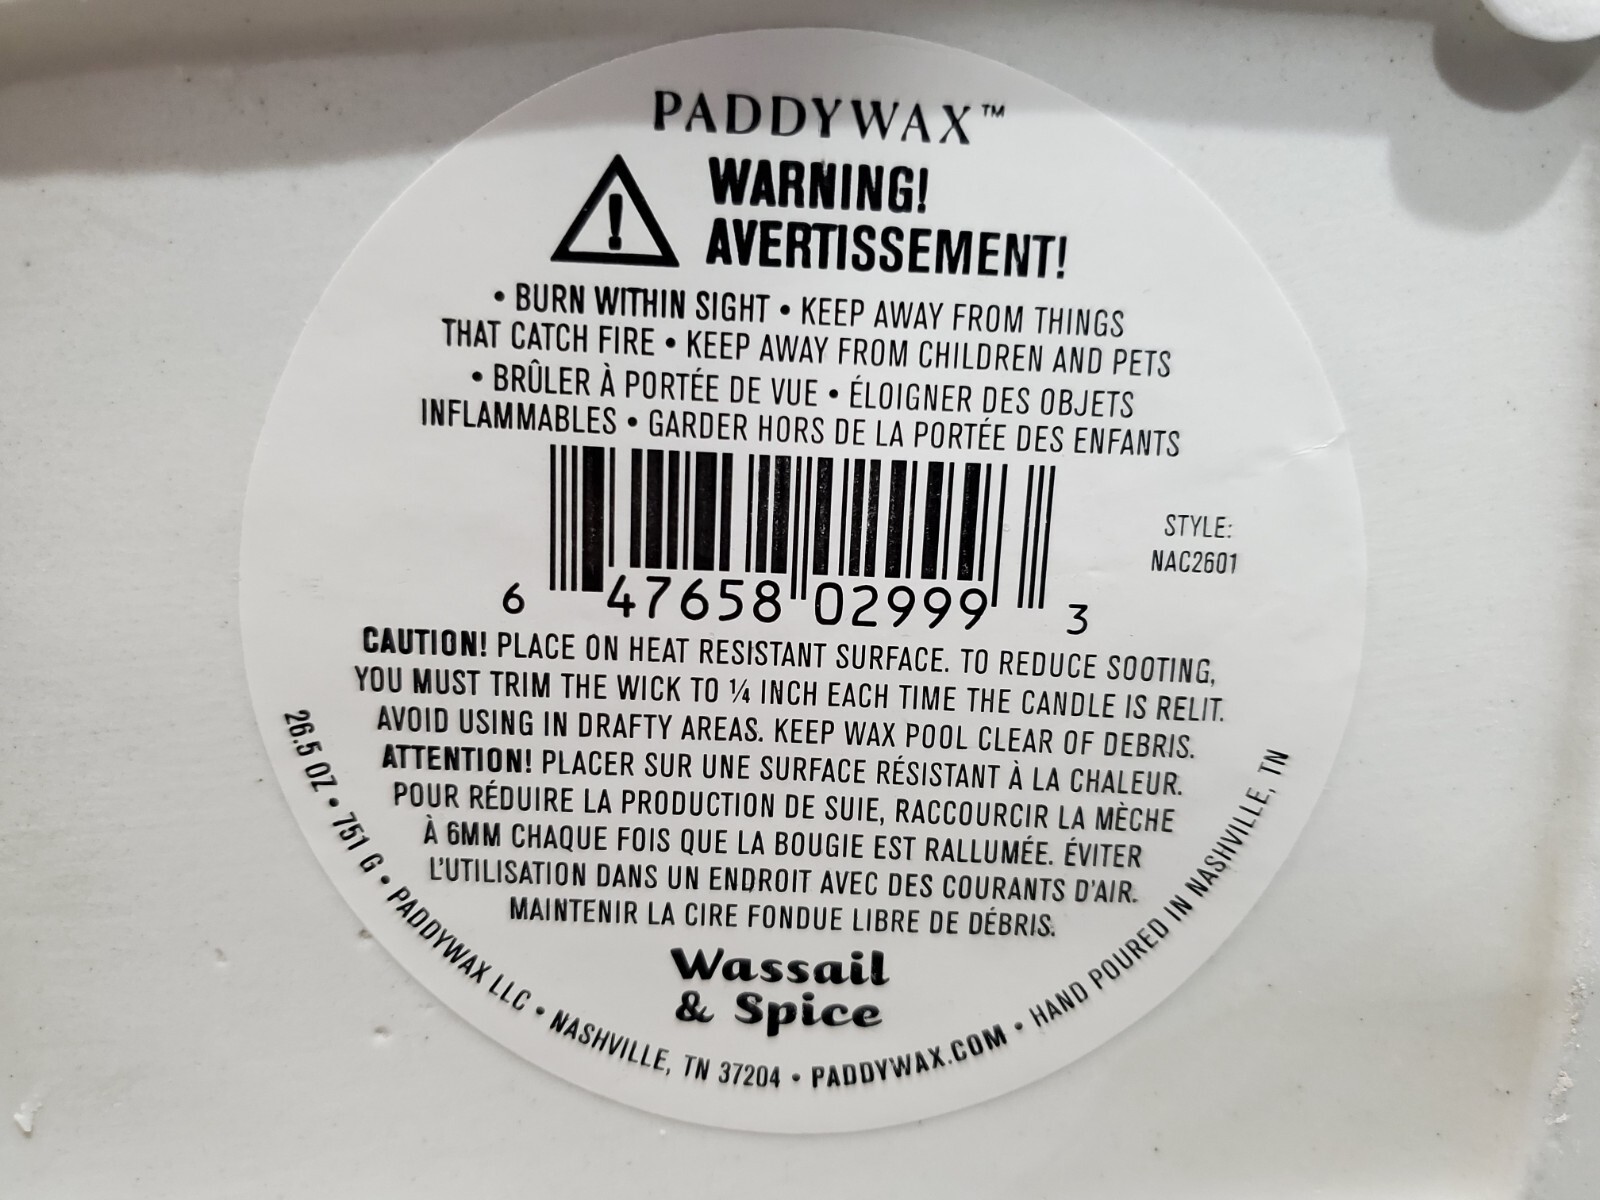 PADDYWAX™
WARNING!
AVERTISSEMENT!
• BURN WITHIN SIGHT • KEEP AWAY FROM THINGS
THAT CATCH FIRE • KEEP AWAY FROM CHILDREN AND PETS
• BRÛLER À PORTÉE DE VUE • ÉLOIGNER DES OBJETS
INFLAMMABLES • GARDER HORS DE LA PORTÉE DES ENFANTS
6 47658 02999 3
STYLE:
NAC2601
CAUTION! PLACE ON HEAT RESISTANT SURFACE. TO REDUCE SOOTING,
YOU MUST TRIM THE WICK TO ¼ INCH EACH TIME THE CANDLE IS RELIT.
AVOID USING IN DRAFTY AREAS. KEEP WAX POOL CLEAR OF DEBRIS.
ATTENTION! PLACER SUR UNE SURFACE RÉSISTANT À LA CHALEUR.
POUR RÉDUIRE LA PRODUCTION DE SUIE, RACCOURCIR LA MÈCHE
À 6MM CHAQUE FOIS QUE LA BOUGIE EST RALLUMÉE. ÉVITER
L'UTILISATION DANS UN ENDROIT AVEC DES COURANTS D'AIR.
MAINTENIR LA CIRE FONDUE LIBRE DE DÉBRIS.
Wassail
& Spice
26.5 OZ • 751 G • PADDYWAX LLC • NASHVILLE, TN 37204 • PADDYWAX.COM • HAND POURED IN NASHVILLE, TN